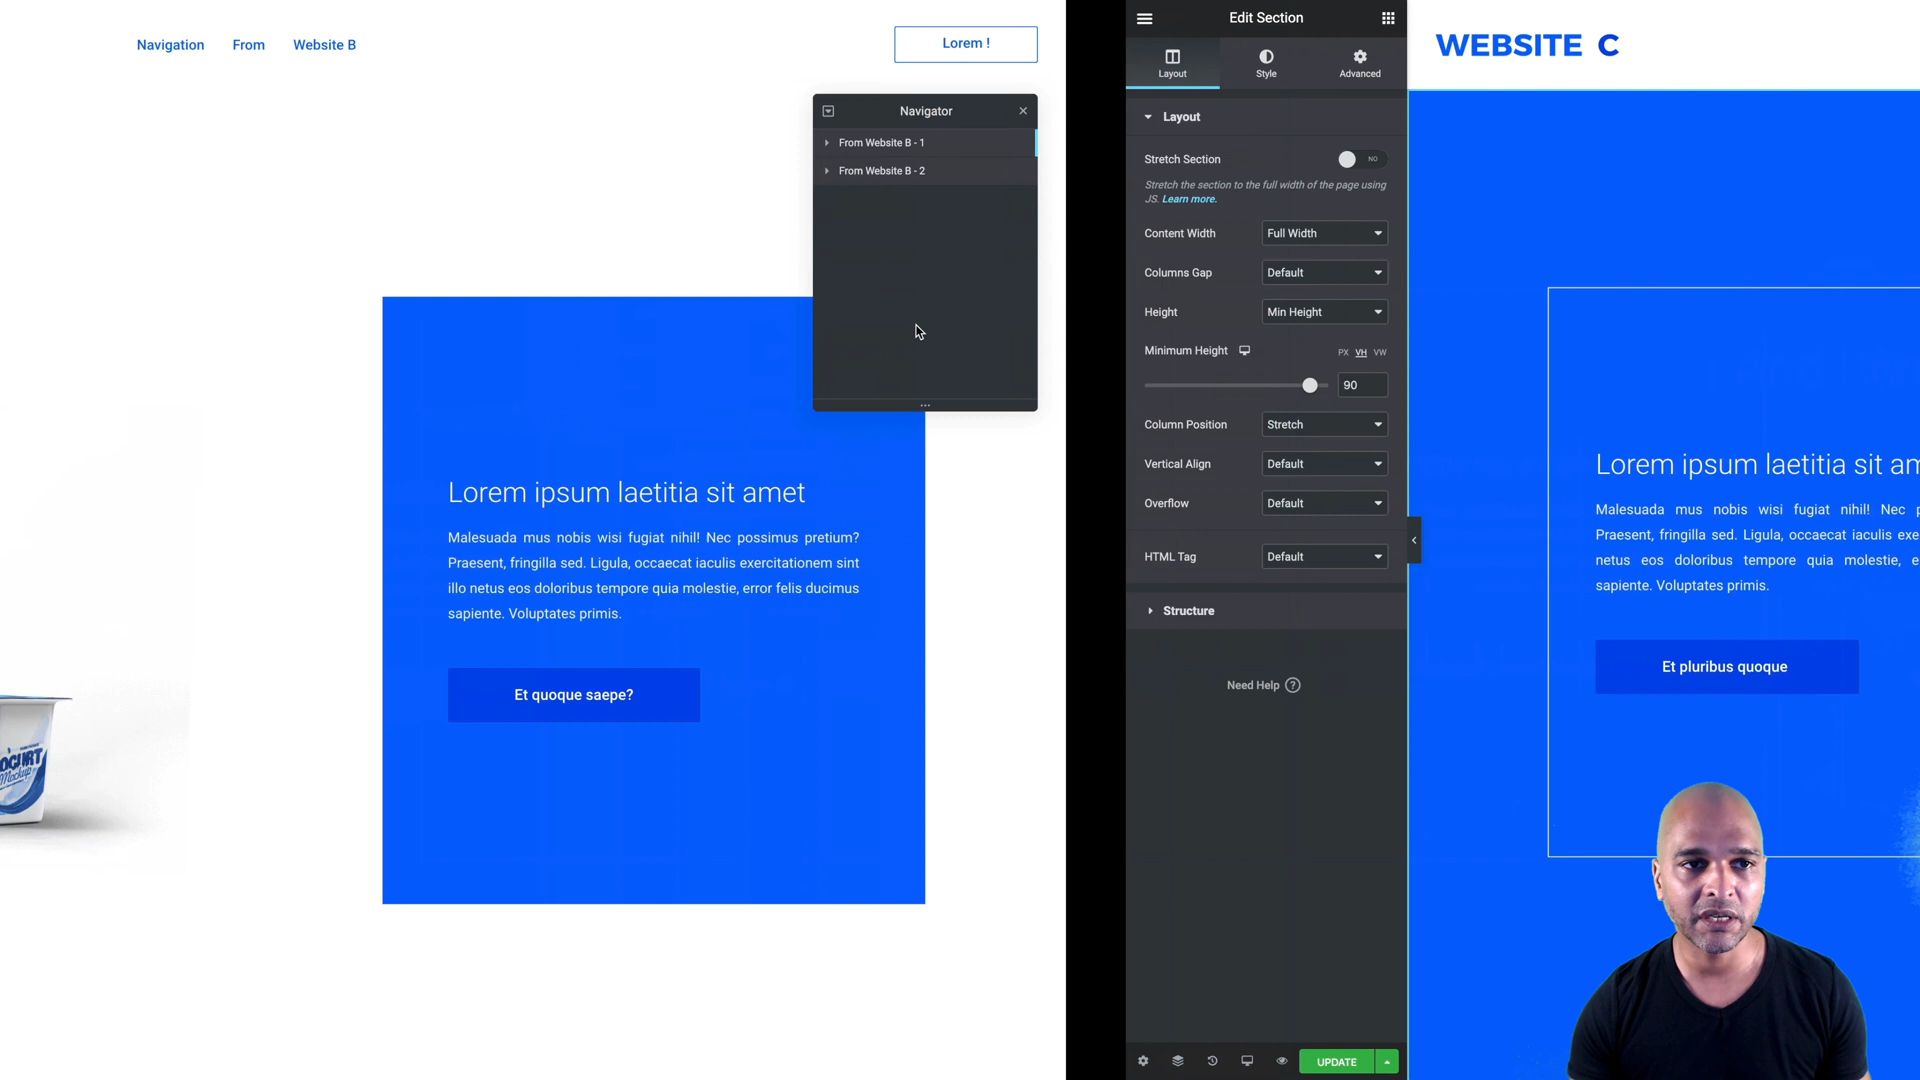 Navigation From Website B
Lorem !
Navigator
From Website B - 1
From Website B - 2
Lorem ipsum laetitia sit amet
Malesuada mus nobis wisi fugiat nihil! Nec possimus pretium?
Praesent, fringilla sed. Ligula, occaecat iaculis exercitationem sint
illo netus eos doloribus tempore quia molestie, error felis ducimus
sapiente. Voluptates primis.
Et quoque saepe?
OGURT
Mockup
Edit Section
Layout
Style
Advanced
Layout
Stretch Section
NO
Stretch the section to the full width of the page using
JS. Learn more.
Content Width
Full Width
Columns Gap
Default
Height
Min Height
Minimum Height
PX VH VW
90
Column Position
Stretch
Vertical Align
Default
Overflow
Default
HTML Tag
Default
Structure
Need Help
UPDATE
WEBSITE C
Lorem ipsum laetitia sit am
Malesuada mus nobis wisi fugiat nihil! Nec p
Praesent, fringilla sed. Ligula, occaecat iaculis exe
netus eos doloribus tempore quia molestie, e
sapiente. Voluptates primis.
Et pluribus quoque